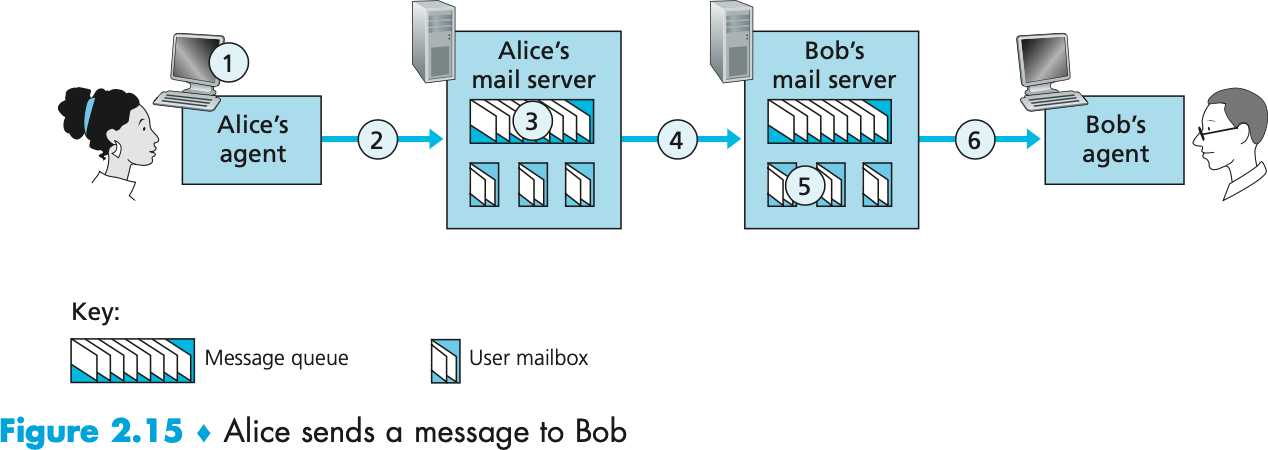 1
Alice's
agent
2
Alice's
mail server
3
4
Bob's
mail server
5
6
Bob's
agent
Key:
Message queue
User mailbox
Figure 2.15 ♦ Alice sends a message to Bob